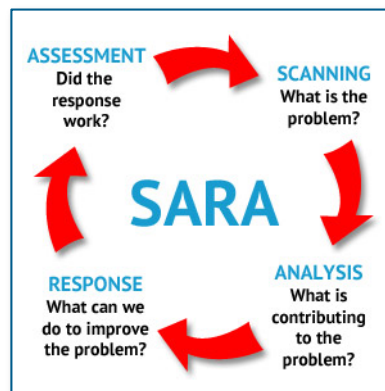 ASSESSMENT
Did the
response
work?
SCANNING
What is the
problem?
SARA
RESPONSE
What can we
do to improve
the problem?
ANALYSIS
What is
contributing
to the
problem?